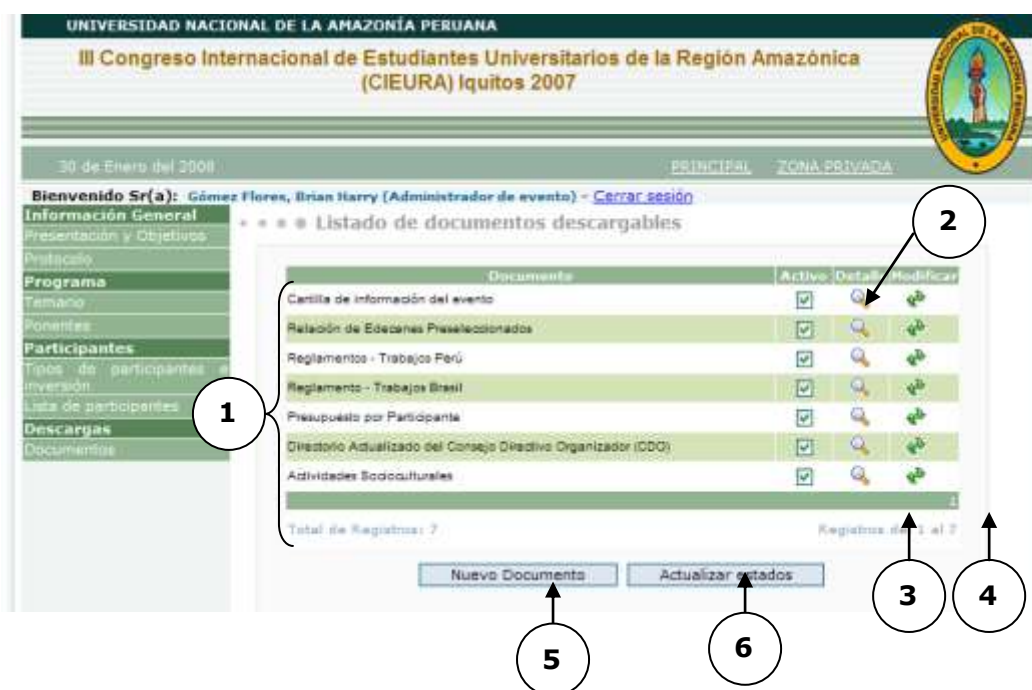 UNIVERSIDAD NACIONAL DE LA AMAZONÍA PERUANA
III Congreso Internacional de Estudiantes Universitarios de la Región Amazónica
(CIEURA) Iquitos 2007
30 de Enero del 2008
PRINCIPAL ZONA PRIVADA
Bienvenido Sr(a): Gómez Flores, Brian Harry (Administrador de evento) - Cerrar sesión
Información General
Presentación y Objetivos
Protocolo
Programa
Temario
Ponentes
Participantes
Tipos de participantes e
inversión
Lista de participantes
Descargas
Documentos
Listado de documentos descargables
2
Documento Activo Detalle Modificar
Cartilla de información del evento
Relación de Edecanes Preseleccionados
Reglamentos - Trabajos Perú
Reglamento - Trabajos Brasil
1
Presupuesto por Participante
Directorio Actualizado del Consejo Directivo Organizador (CDO)
Actividades Socioculturales
1
Total de Registros: 7 Registros del 1 al 7
Nuevo Documento Actualizar estados
3 4
5 6